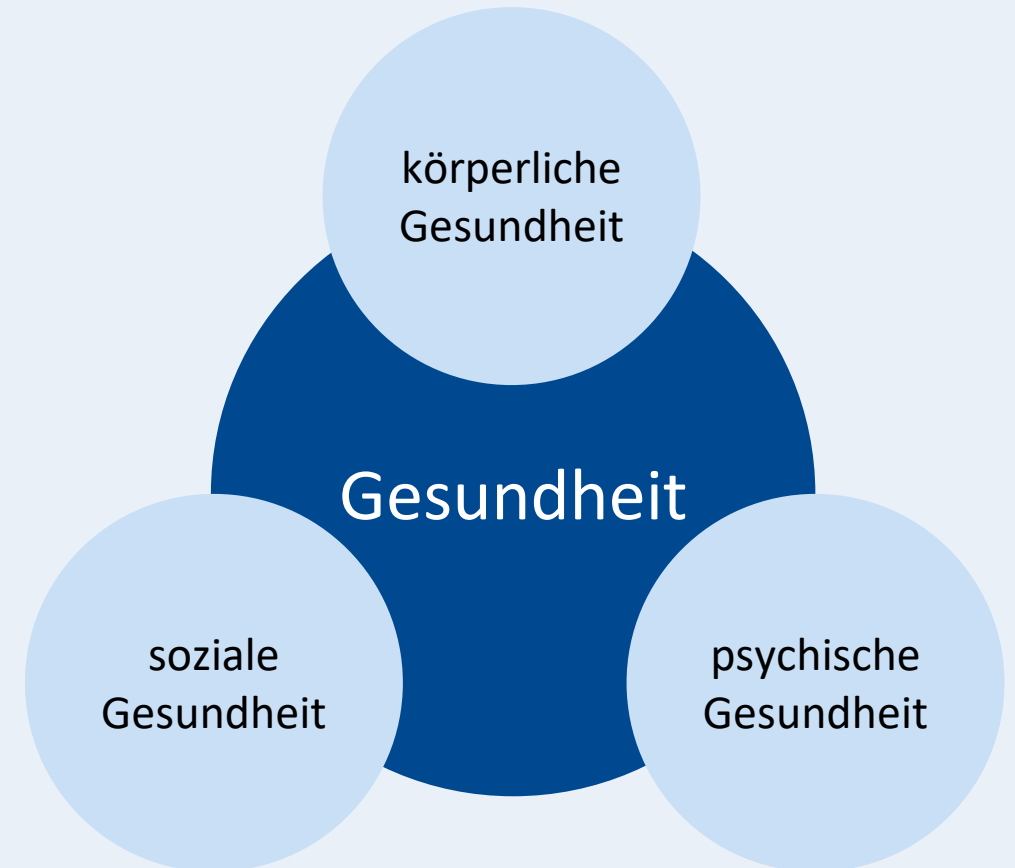 körperliche
Gesundheit
Gesundheit
soziale
Gesundheit
psychische
Gesundheit